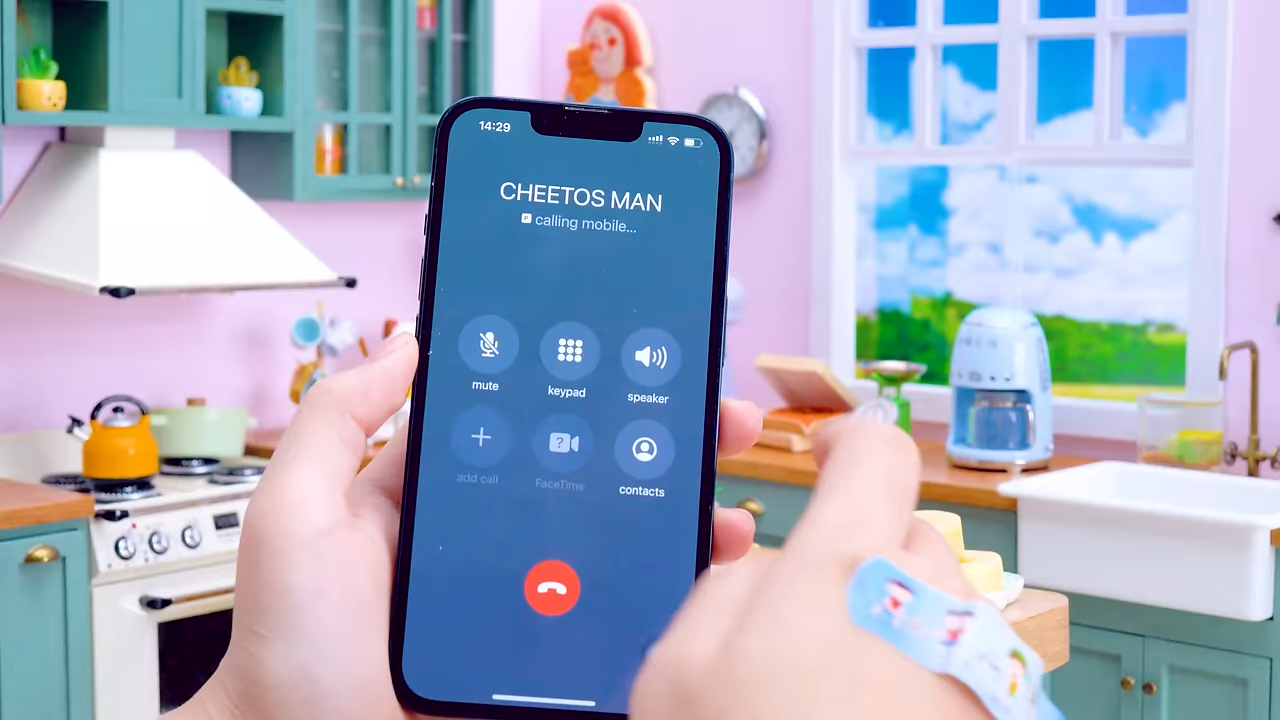 14:29
CHEETOS MAN
P calling mobile...
mute
keypad
speaker
add call
FaceTime
contacts